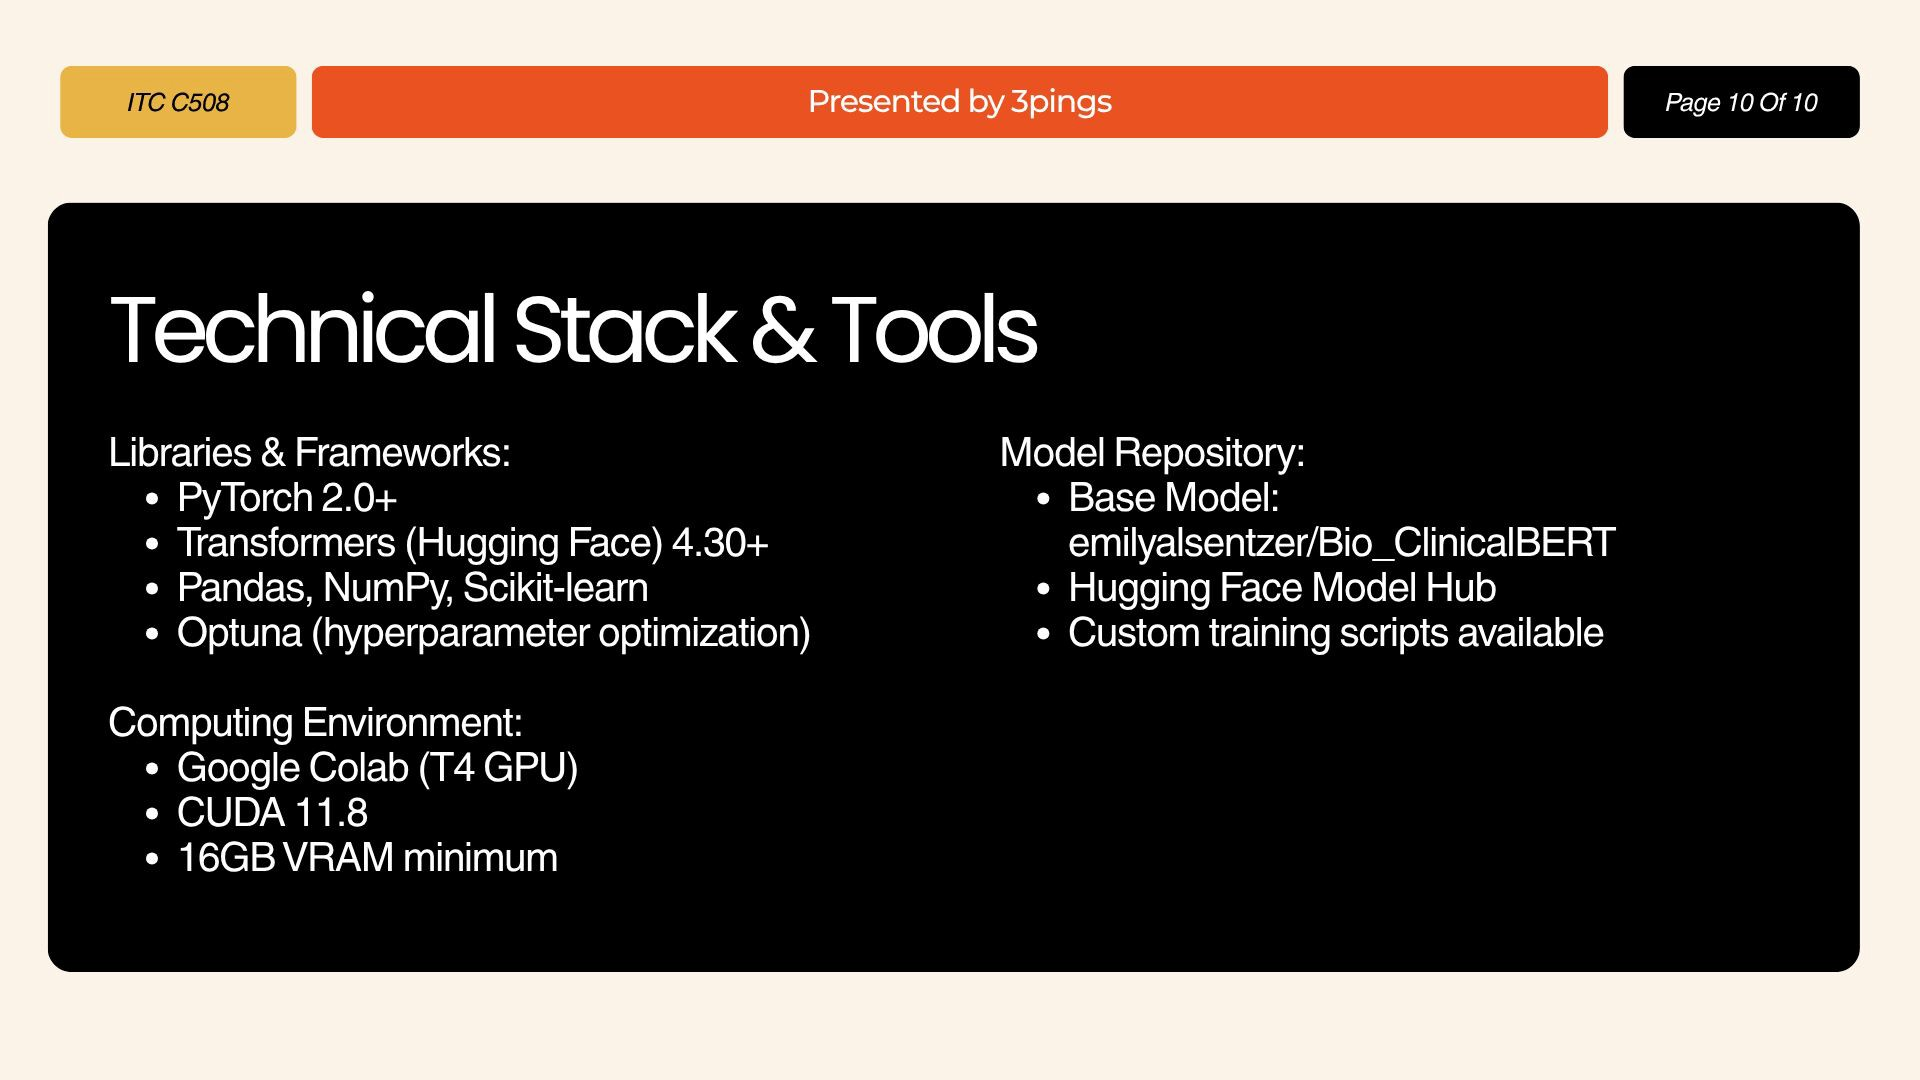 ITC C508
Presented by 3pings
Page 10 Of 10
Technical Stack & Tools
Libraries & Frameworks:
• PyTorch 2.0+
• Transformers (Hugging Face) 4.30+
• Pandas, NumPy, Scikit-learn
• Optuna (hyperparameter optimization)
Computing Environment:
• Google Colab (T4 GPU)
• CUDA 11.8
• 16GB VRAM minimum
Model Repository:
• Base Model:
emilyalsentzer/Bio_ClinicalBERT
• Hugging Face Model Hub
• Custom training scripts available